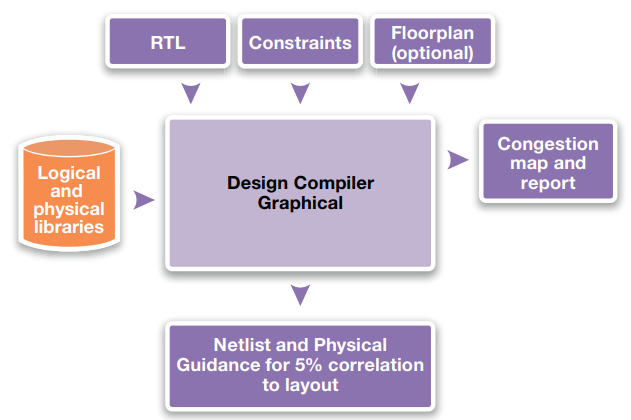 RTL
Constraints
Floorplan
(optional)
Logical
and
physical
libraries
Design Compiler
Graphical
Congestion
map and
report
Netlist and Physical
Guidance for 5% correlation
to layout